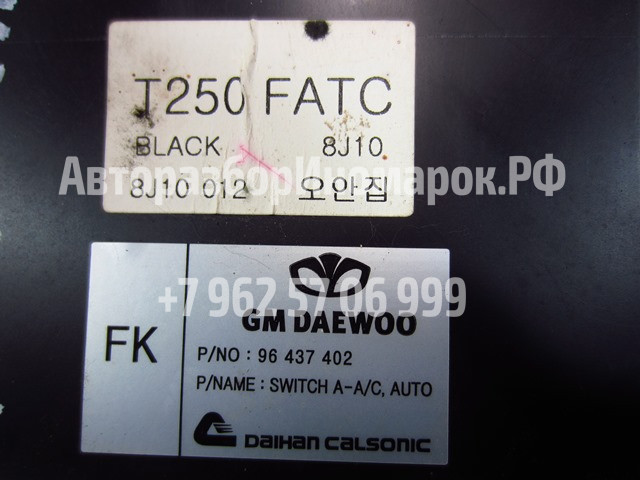 T250 FATC
BLACK 8J10
АвторазборИномарок.РФ
8J10 012 오안집
+7 962 57 06 999
GM DAEWOO
FK
P/NO : 96 437 402
P/NAME : SWITCH A-A/C, AUTO
DAIHAN CALSONIC